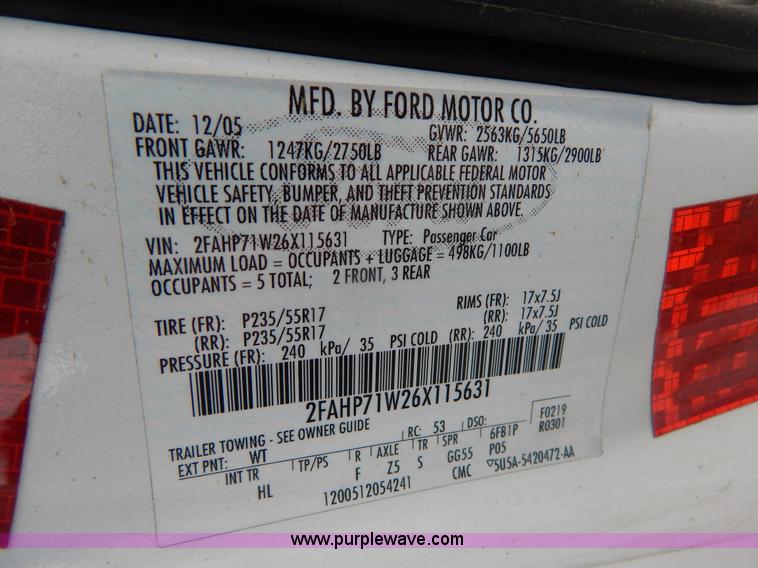 MFD. BY FORD MOTOR CO.
DATE: 12/05 GVWR: 2563KG/5650LB
FRONT GAWR: 1247KG/2750LB REAR GAWR: 1315KG/2900LB
THIS VEHICLE CONFORMS TO ALL APPLICABLE FEDERAL MOTOR
VEHICLE SAFETY, BUMPER, AND THEFT PREVENTION STANDARDS
IN EFFECT ON THE DATE OF MANUFACTURE SHOWN ABOVE.
VIN: 2FAHP71W26X115631 TYPE: Passenger Car
MAXIMUM LOAD = OCCUPANTS + LUGGAGE = 498KG/1100LB
OCCUPANTS = 5 TOTAL; 2 FRONT, 3 REAR
TIRE (FR): P235/55R17 RIMS (FR): 17x7.5J
(RR): P235/55R17 (RR): 17x7.5J
PRESSURE (FR): 240 kPa/ 35 PSI COLD (RR): 240 kPa/ 35 PSI COLD
2FAHP71W26X115631
TRAILER TOWING - SEE OWNER GUIDE RC: 53 DSO: F0219
EXT PNT: WT R AXLE TR SPR 6FB1P R0301
INT TR TP/PS F Z5 S GG55 P05
HL 1200512054241 CMC ▽5U5A-5420472-AA
www.purplewave.com